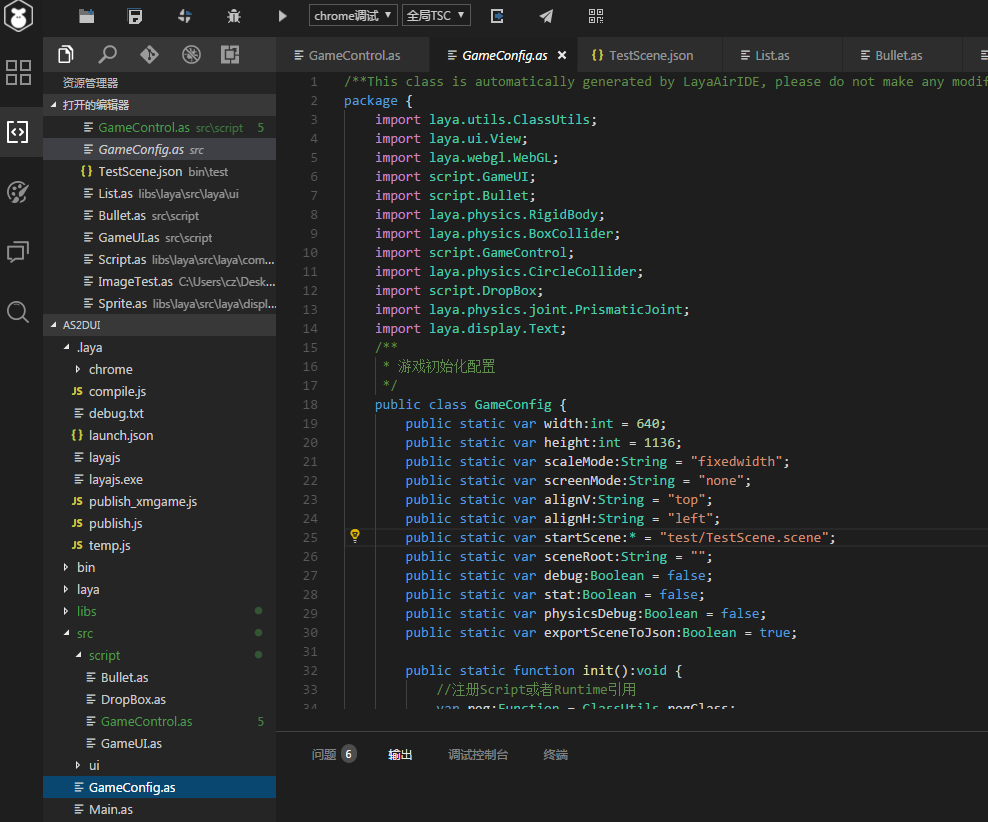 chrome调试 ▼ 全局TSC ▼
资源管理器
打开的编辑器
GameControl.as src\script 5
GameConfig.as src
TestScene.json bin\test
List.as libs\laya\src\laya\ui
Bullet.as src\script
GameUI.as src\script
Script.as libs\laya\src\laya\com...
ImageTest.as C:\Users\cz\Desk...
Sprite.as libs\laya\src\laya\displ...
AS2DUI
.laya
chrome
JS compile.js
debug.txt
{} launch.json
layajs
layajs.exe
JS publish_xmgame.js
JS publish.js
JS temp.js
bin
laya
libs
src
script
Bullet.as
DropBox.as
GameControl.as 5
GameUI.as
ui
GameConfig.as
Main.as
GameControl.as GameConfig.as × {} TestScene.json List.as Bullet.as
1 /**This class is automatically generated by LayaAirIDE, please do not make any modif
2 package {
3 import laya.utils.ClassUtils;
4 import laya.ui.View;
5 import laya.webgl.WebGL;
6 import script.GameUI;
7 import script.Bullet;
8 import laya.physics.RigidBody;
9 import laya.physics.BoxCollider;
10 import script.GameControl;
11 import laya.physics.CircleCollider;
12 import script.DropBox;
13 import laya.physics.joint.PrismaticJoint;
14 import laya.display.Text;
15 /**
16 * 游戏初始化配置
17 */
18 public class GameConfig {
19 public static var width:int = 640;
20 public static var height:int = 1136;
21 public static var scaleMode:String = "fixedwidth";
22 public static var screenMode:String = "none";
23 public static var alignV:String = "top";
24 public static var alignH:String = "left";
25 public static var startScene:* = "test/TestScene.scene";
26 public static var sceneRoot:String = "";
27 public static var debug:Boolean = false;
28 public static var stat:Boolean = false;
29 public static var physicsDebug:Boolean = false;
30 public static var exportSceneToJson:Boolean = true;
31
32 public static function init():void {
33 //注册Script或者Runtime引用
34 var reg:Function = ClassUtils.regClass;
问题 6 输出 调试控制台 终端